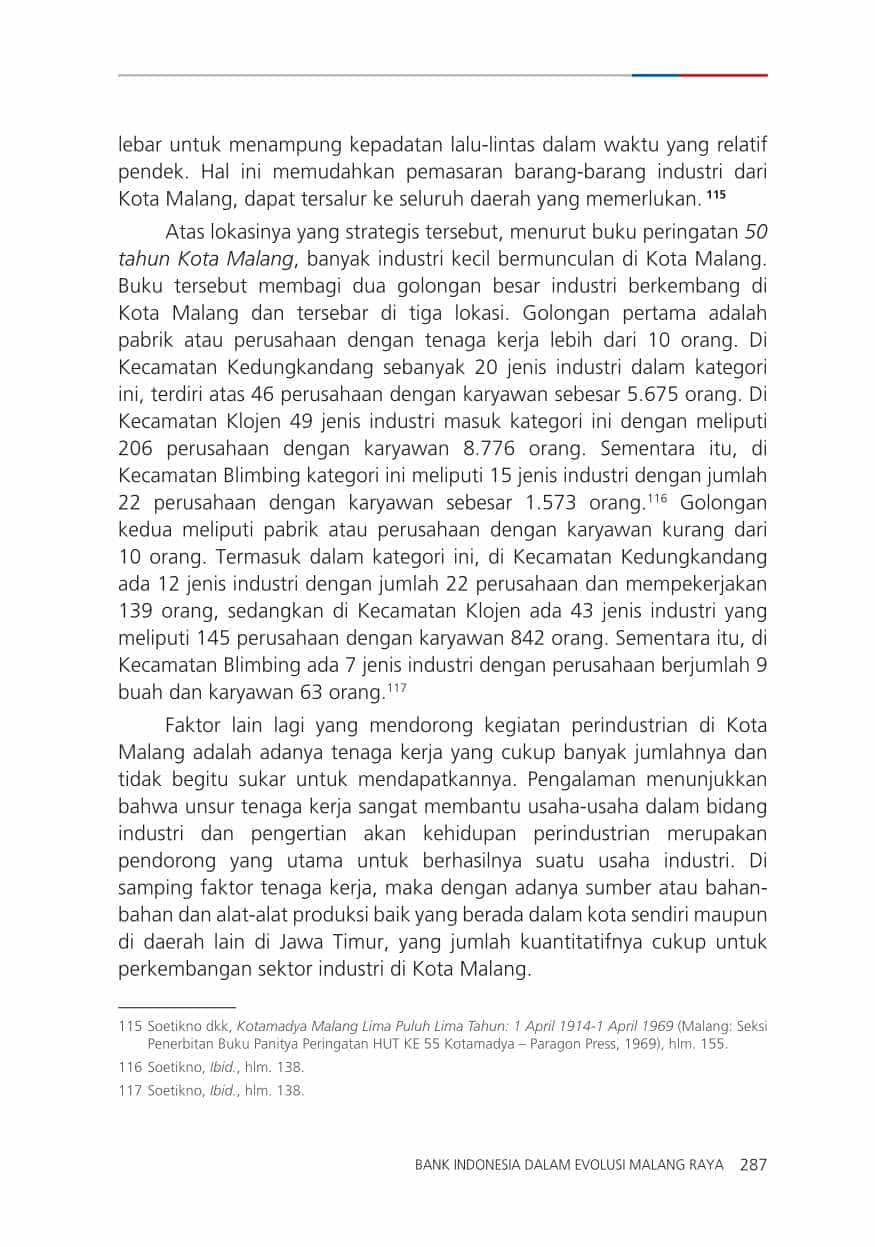 lebar untuk menampung kepadatan lalu-lintas dalam waktu yang relatif
pendek. Hal ini memudahkan pemasaran barang-barang industri dari
Kota Malang, dapat tersalur ke seluruh daerah yang memerlukan. 115
Atas lokasinya yang strategis tersebut, menurut buku peringatan 50
tahun Kota Malang, banyak industri kecil bermunculan di Kota Malang.
Buku tersebut membagi dua golongan besar industri berkembang di
Kota Malang dan tersebar di tiga lokasi. Golongan pertama adalah
pabrik atau perusahaan dengan tenaga kerja lebih dari 10 orang. Di
Kecamatan Kedungkandang sebanyak 20 jenis industri dalam kategori
ini, terdiri atas 46 perusahaan dengan karyawan sebesar 5.675 orang. Di
Kecamatan Klojen 49 jenis industri masuk kategori ini dengan meliputi
206 perusahaan dengan karyawan 8.776 orang. Sementara itu, di
Kecamatan Blimbing kategori ini meliputi 15 jenis industri dengan jumlah
22 perusahaan dengan karyawan sebesar 1.573 orang.116 Golongan
kedua meliputi pabrik atau perusahaan dengan karyawan kurang dari
10 orang. Termasuk dalam kategori ini, di Kecamatan Kedungkandang
ada 12 jenis industri dengan jumlah 22 perusahaan dan mempekerjakan
139 orang, sedangkan di Kecamatan Klojen ada 43 jenis industri yang
meliputi 145 perusahaan dengan karyawan 842 orang. Sementara itu, di
Kecamatan Blimbing ada 7 jenis industri dengan perusahaan berjumlah 9
buah dan karyawan 63 orang.117
Faktor lain lagi yang mendorong kegiatan perindustrian di Kota
Malang adalah adanya tenaga kerja yang cukup banyak jumlahnya dan
tidak begitu sukar untuk mendapatkannya. Pengalaman menunjukkan
bahwa unsur tenaga kerja sangat membantu usaha-usaha dalam bidang
industri dan pengertian akan kehidupan perindustrian merupakan
pendorong yang utama untuk berhasilnya suatu usaha industri. Di
samping faktor tenaga kerja, maka dengan adanya sumber atau bahan-
bahan dan alat-alat produksi baik yang berada dalam kota sendiri maupun
di daerah lain di Jawa Timur, yang jumlah kuantitatifnya cukup untuk
perkembangan sektor industri di Kota Malang.
115 Soetikno dkk, Kotamadya Malang Lima Puluh Lima Tahun: 1 April 1914-1 April 1969 (Malang: Seksi
Penerbitan Buku Panitya Peringatan HUT KE 55 Kotamadya – Paragon Press, 1969), hlm. 155.
116 Soetikno, Ibid., hlm. 138.
117 Soetikno, Ibid., hlm. 138.
BANK INDONESIA DALAM EVOLUSI MALANG RAYA 287